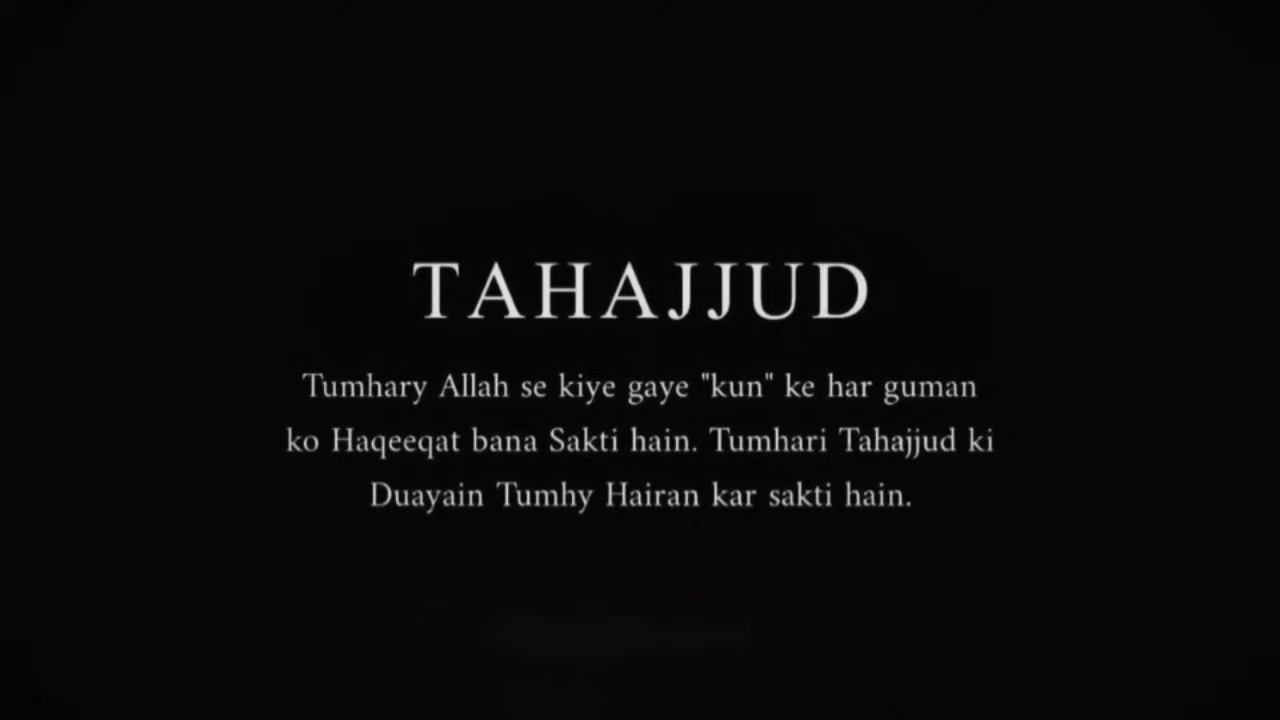 TAHAJJUD
Tumhary Allah se kiye gaye "kun" ke har guman
ko Haqeeqat bana Sakti hain. Tumhari Tahajjud ki
Duayain Tumhy Hairan kar sakti hain.